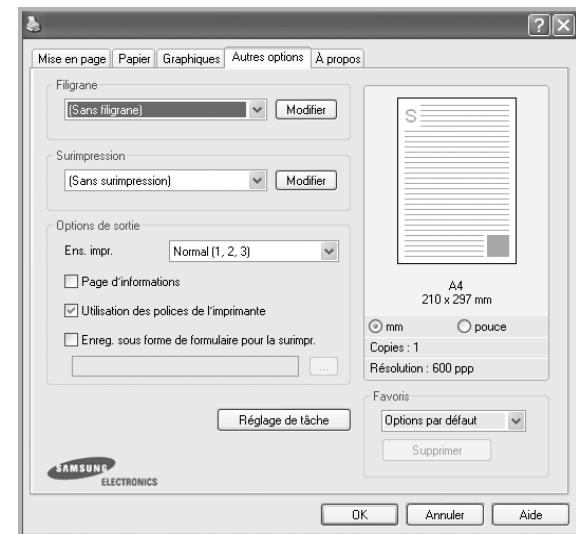 Mise en page Papier Graphiques Autres options À propos
Filigrane
(Sans filigrane)
Modifier
Surimpression
(Sans surimpression)
Modifier
Options de sortie
Ens. impr. Normal (1, 2, 3)
Page d'informations
Utilisation des polices de l'imprimante
Enreg. sous forme de formulaire pour la surimpr.
...
Réglage de tâche
SAMSUNG
ELECTRONICS
S
A4
210 x 297 mm
mm pouce
Copies : 1
Résolution : 600 ppp
Favoris
Options par défaut
Supprimer
OK Annuler Aide